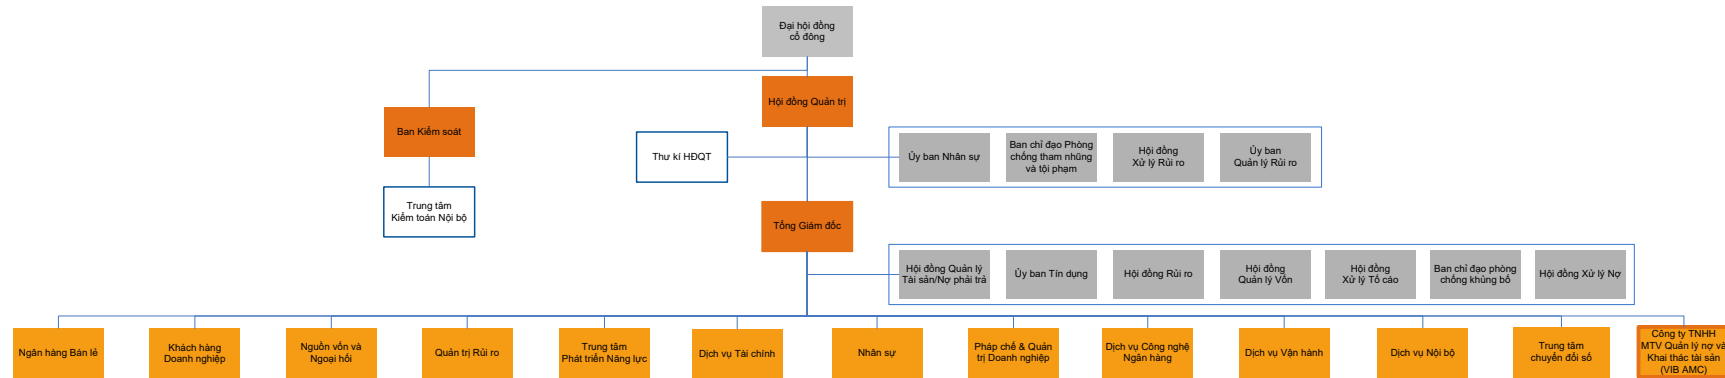 Đại hội đồng
cổ đông
Hội đồng Quản trị
Ban Kiểm soát
Thư kí HĐQT
Ủy ban Nhân sự
Ban chỉ đạo Phòng
chống tham nhũng
và tội phạm
Hội đồng
Xử lý Rủi ro
Ủy ban
Quản lý Rủi ro
Trung tâm
Kiểm toán Nội bộ
Tổng Giám đốc
Hội đồng Quản lý
Tài sản/Nợ phải trả
Ủy ban Tín dụng
Hội đồng Rủi ro
Hội đồng
Quản lý Vốn
Hội đồng
Xử lý Tố cáo
Ban chỉ đạo phòng
chống khủng bố
Hội đồng Xử lý Nợ
Ngân hàng Bán lẻ
Khách hàng
Doanh nghiệp
Nguồn vốn và
Ngoại hối
Quản trị Rủi ro
Trung tâm
Phát triển Năng lực
Dịch vụ Tài chính
Nhân sự
Pháp chế & Quản
trị Doanh nghiệp
Dịch vụ Công nghệ
Ngân hàng
Dịch vụ Vận hành
Dịch vụ Nội bộ
Trung tâm
chuyển đổi số
Công ty TNHH
MTV Quản lý nợ và
Khai thác tài sản
(VIB AMC)